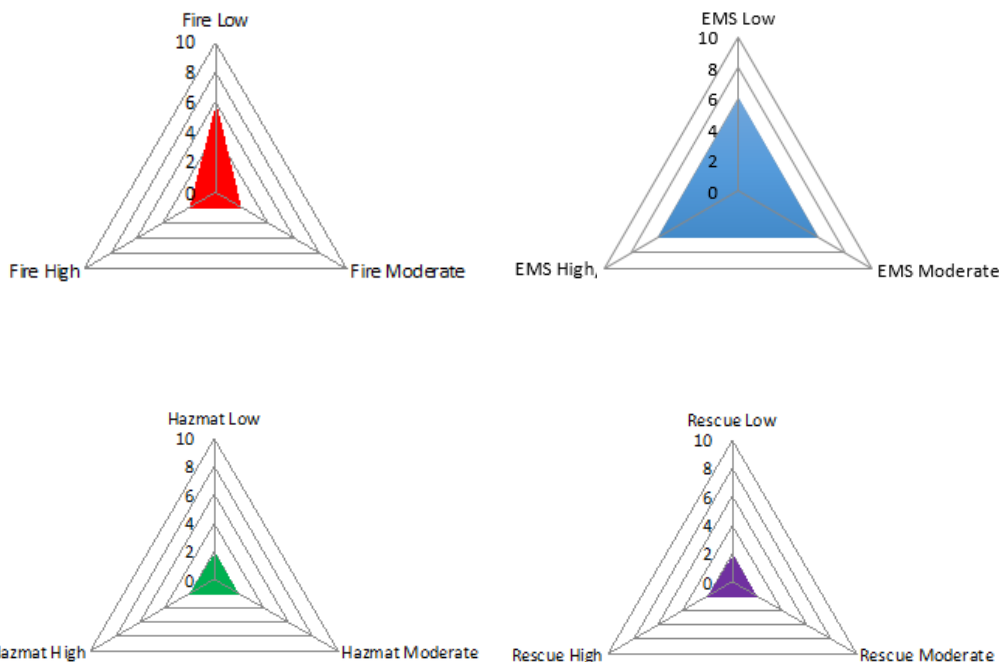 Fire Low
10
8
6
4
2
0
Fire High
Fire Moderate
EMS Low
10
8
6
4
2
0
EMS High,
EMS Moderate
Hazmat Low
10
8
6
4
2
0
Hazmat High
Hazmat Moderate
Rescue Low
10
8
6
4
2
0
Rescue High
Rescue Moderate